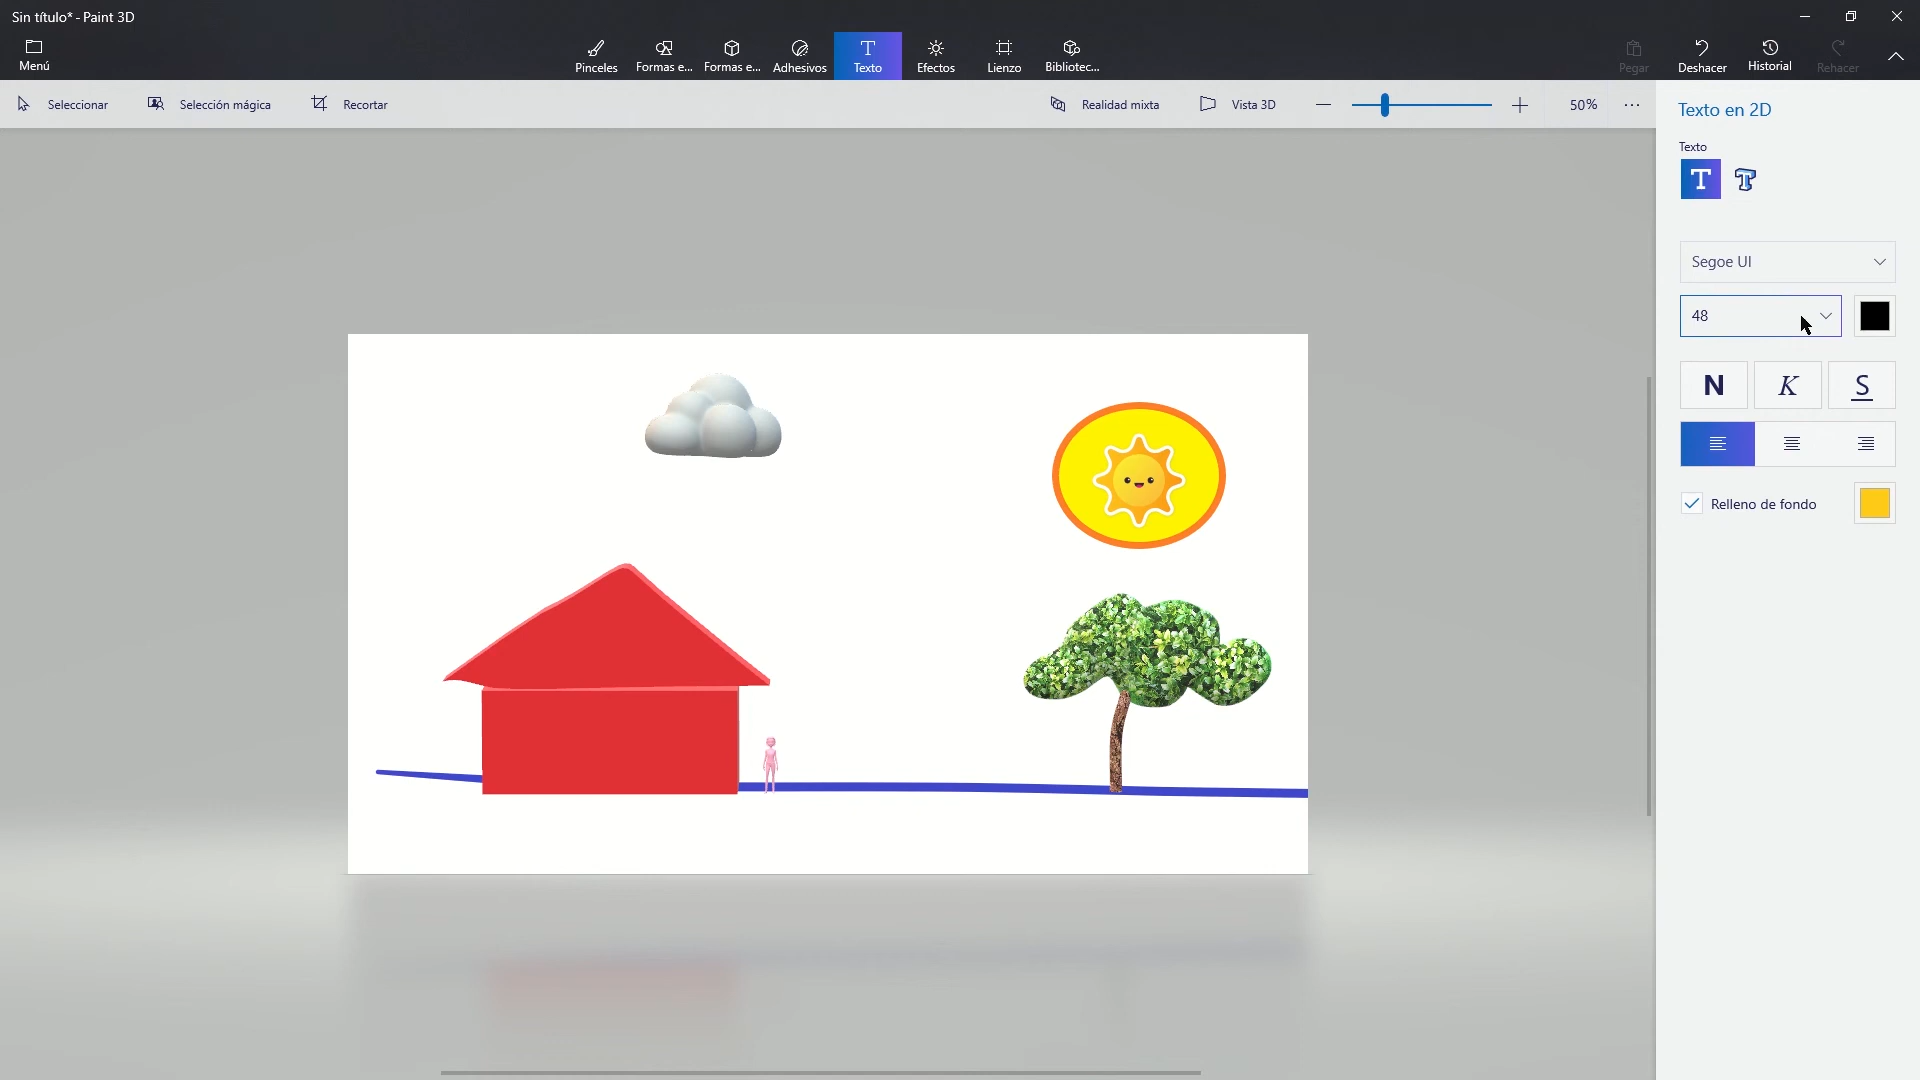 Sin título* - Paint 3D
Menú
Pinceles
Formas e...
Formas e...
Adhesivos
Texto
Efectos
Lienzo
Bibliotec...
Pegar
Deshacer
Historial
Rehacer
Seleccionar
Selección mágica
Recortar
Realidad mixta
Vista 3D
50%
Texto en 2D
Texto
T
T
Segoe UI
48
N
K
S
Relleno de fondo